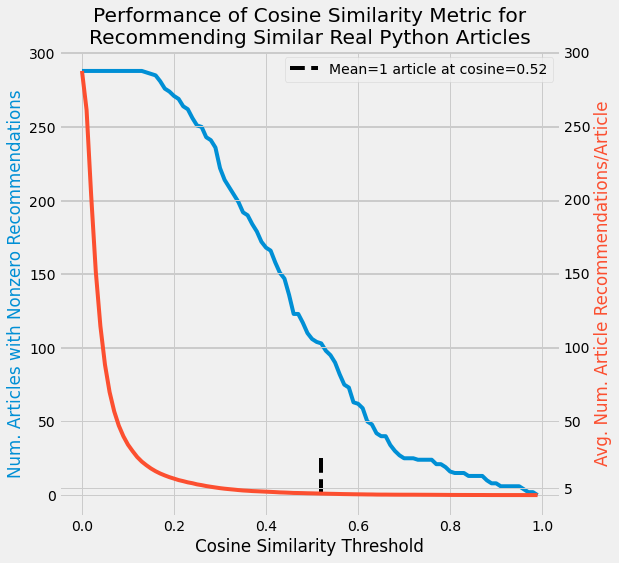 Performance of Cosine Similarity Metric for
Recommending Similar Real Python Articles
Mean=1 article at cosine=0.52
Num. Articles with Nonzero Recommendations
300
250
200
150
100
50
0
300
250
200
150
100
50
5
Avg. Num. Article Recommendations/Article
0.0 0.2 0.4 0.6 0.8 1.0
Cosine Similarity Threshold